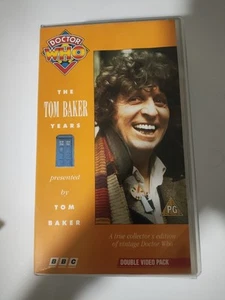 DOCTOR
WHO
THE
TOM BAKER
YEARS
presented
by
TOM
BAKER
PG
A true collector's edition
of vintage Doctor Who
BBC
DOUBLE VIDEO PACK